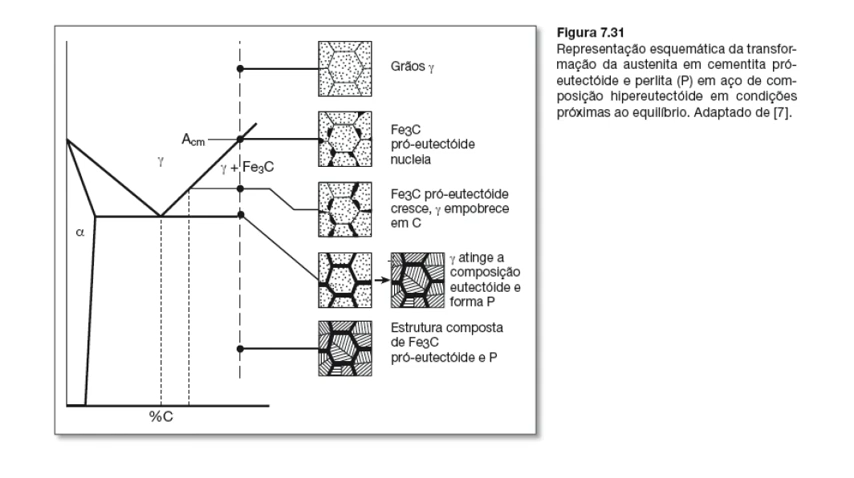 Figura 7.31
Representação esquemática da transfor-
mação da austenita em cementita pró-
eutectóide e perlita (P) em aço de com-
posição hipereutectóide em condições
próximas ao equilíbrio. Adaptado de [7].
Grãos γ
Acm
Fe3C
pró-eutectóide
nucleia
γ
γ + Fe3C
Fe3C pró-eutectóide
cresce, γ empobrece
em C
α
γ atinge a
composição
eutectóide e
forma P
Estrutura composta
de Fe3C
pró-eutectóide e P
%C